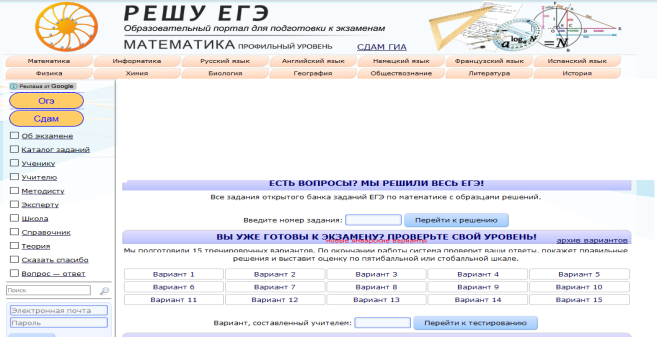 РЕШУ ЕГЭ
Образовательный портал для подготовки к экзаменам
МАТЕМАТИКА ПРОФИЛЬНЫЙ УРОВЕНЬ СДАМ ГИА
a log a N = N
Математика Информатика Русский язык Английский язык Немецкий язык Французский язык Испанский язык
Физика Химия Биология География Обществознание Литература История
Реклама от Google
Огэ
Сдам
Об экзамене
Каталог заданий
Ученику
Учителю
Методисту
Эксперту
Школа
Справочник
Теория
Сказать спасибо
Вопрос — ответ
Поиск
Электронная почта
Пароль
ЕСТЬ ВОПРОСЫ? МЫ РЕШИЛИ ВЕСЬ ЕГЭ!
Все задания открытого банка заданий ЕГЭ по математике с образцами решений.
Введите номер задания: Перейти к решению
ВЫ УЖЕ ГОТОВЫ К ЭКЗАМЕНУ? ПРОВЕРЬТЕ СВОЙ УРОВЕНЬ!
Новые январские варианты архив вариантов
Мы подготовили 15 тренировочных вариантов. По окончании работы система проверит ваши ответы, покажет правильные
решения и выставит оценку по пятибалльной или стобалльной шкале.
Вариант 1 Вариант 2 Вариант 3 Вариант 4 Вариант 5
Вариант 6 Вариант 7 Вариант 8 Вариант 9 Вариант 10
Вариант 11 Вариант 12 Вариант 13 Вариант 14 Вариант 15
Вариант, составленный учителем: Перейти к тестированию